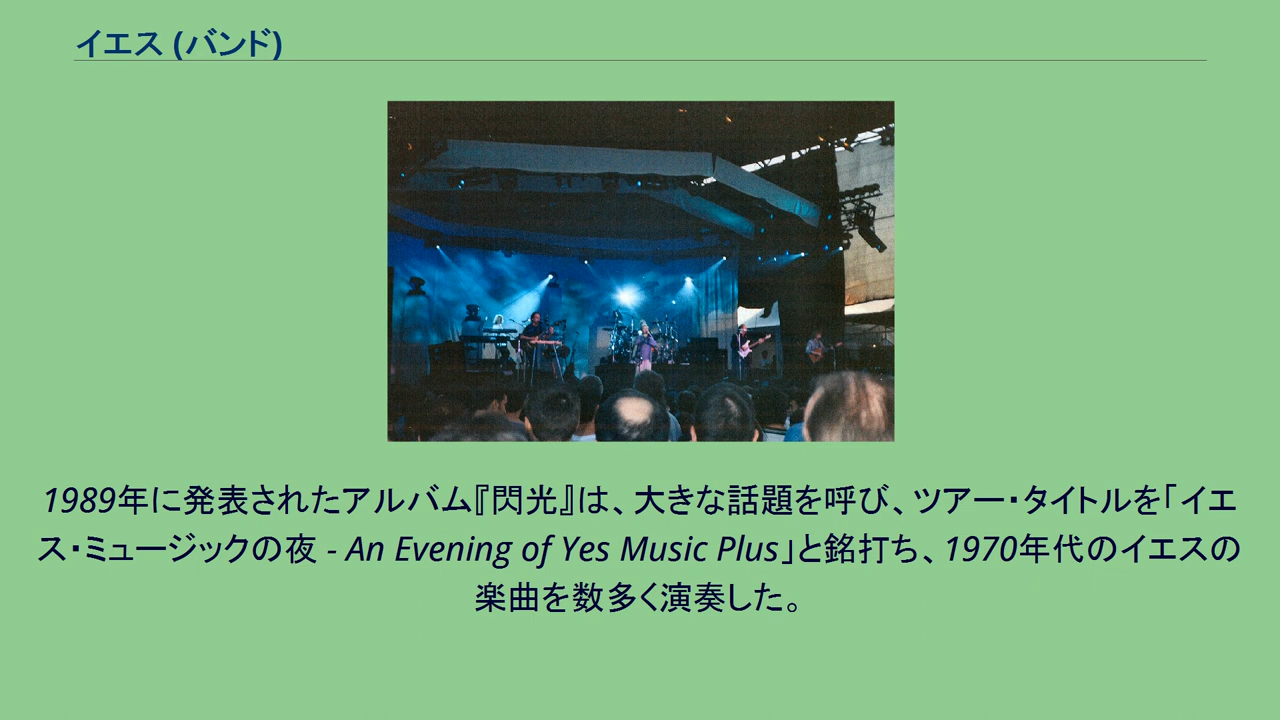 イエス (バンド)
1989年に発表されたアルバム『閃光』は、大きな話題を呼び、ツアー・タイトルを「イエ
ス・ミュージックの夜 - An Evening of Yes Music Plus」と銘打ち、1970年代のイエスの
楽曲を数多く演奏した。